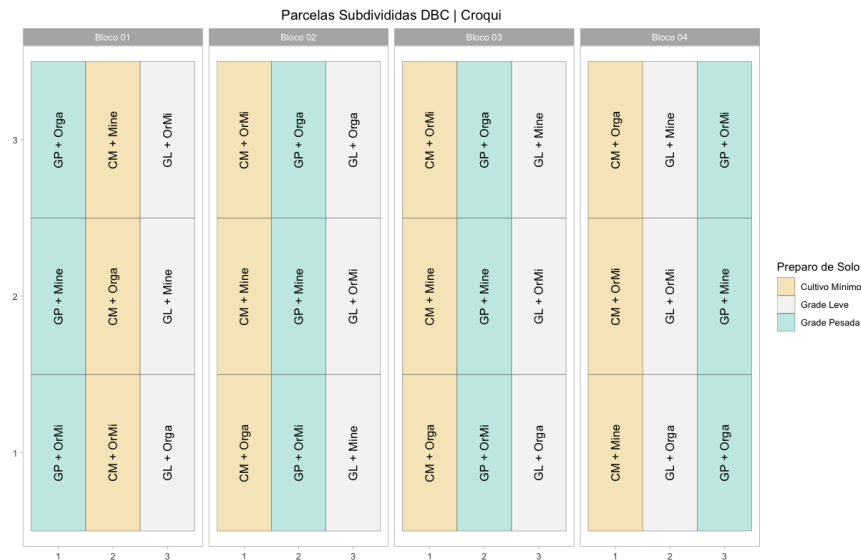 Parcelas Subdivididas DBC | Croqui
Bloco 01 Bloco 02 Bloco 03 Bloco 04
3 GP + Orga CM + Mine GL + OrMi CM + OrMi GP + Orga GL + Orga CM + OrMi GP + Orga GL + Mine CM + Orga GL + Mine GP + OrMi
2 GP + Mine CM + Orga GL + Mine CM + Mine GP + Mine GL + OrMi CM + Mine GP + Mine GL + OrMi CM + OrMi GL + OrMi GP + Mine
1 GP + OrMi CM + OrMi GL + Orga CM + Orga GP + OrMi GL + Mine CM + Orga GP + OrMi GL + Orga CM + Mine GL + Orga GP + Orga
1 2 3 1 2 3 1 2 3 1 2 3
Preparo de Solo
Cultivo Mínimo
Grade Leve
Grade Pesada